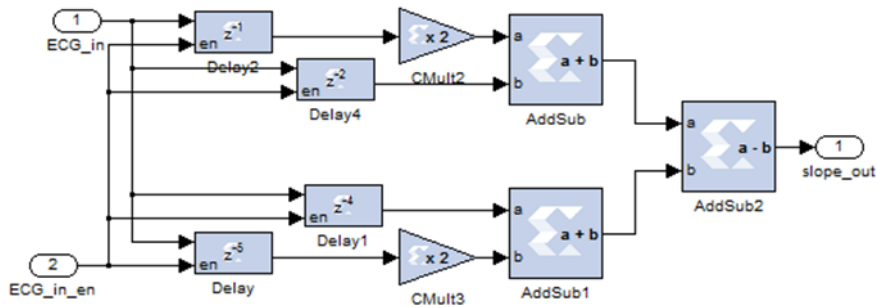 1
ECG_in
en
z-1
Delay2
x 2
CMult2
a
b
a + b
AddSub
en
z-2
Delay4
a
b
a - b
AddSub2
1
slope_out
en
z-4
Delay1
a
b
a + b
AddSub1
2
ECG_in_en
en
z-5
Delay
x 2
CMult3